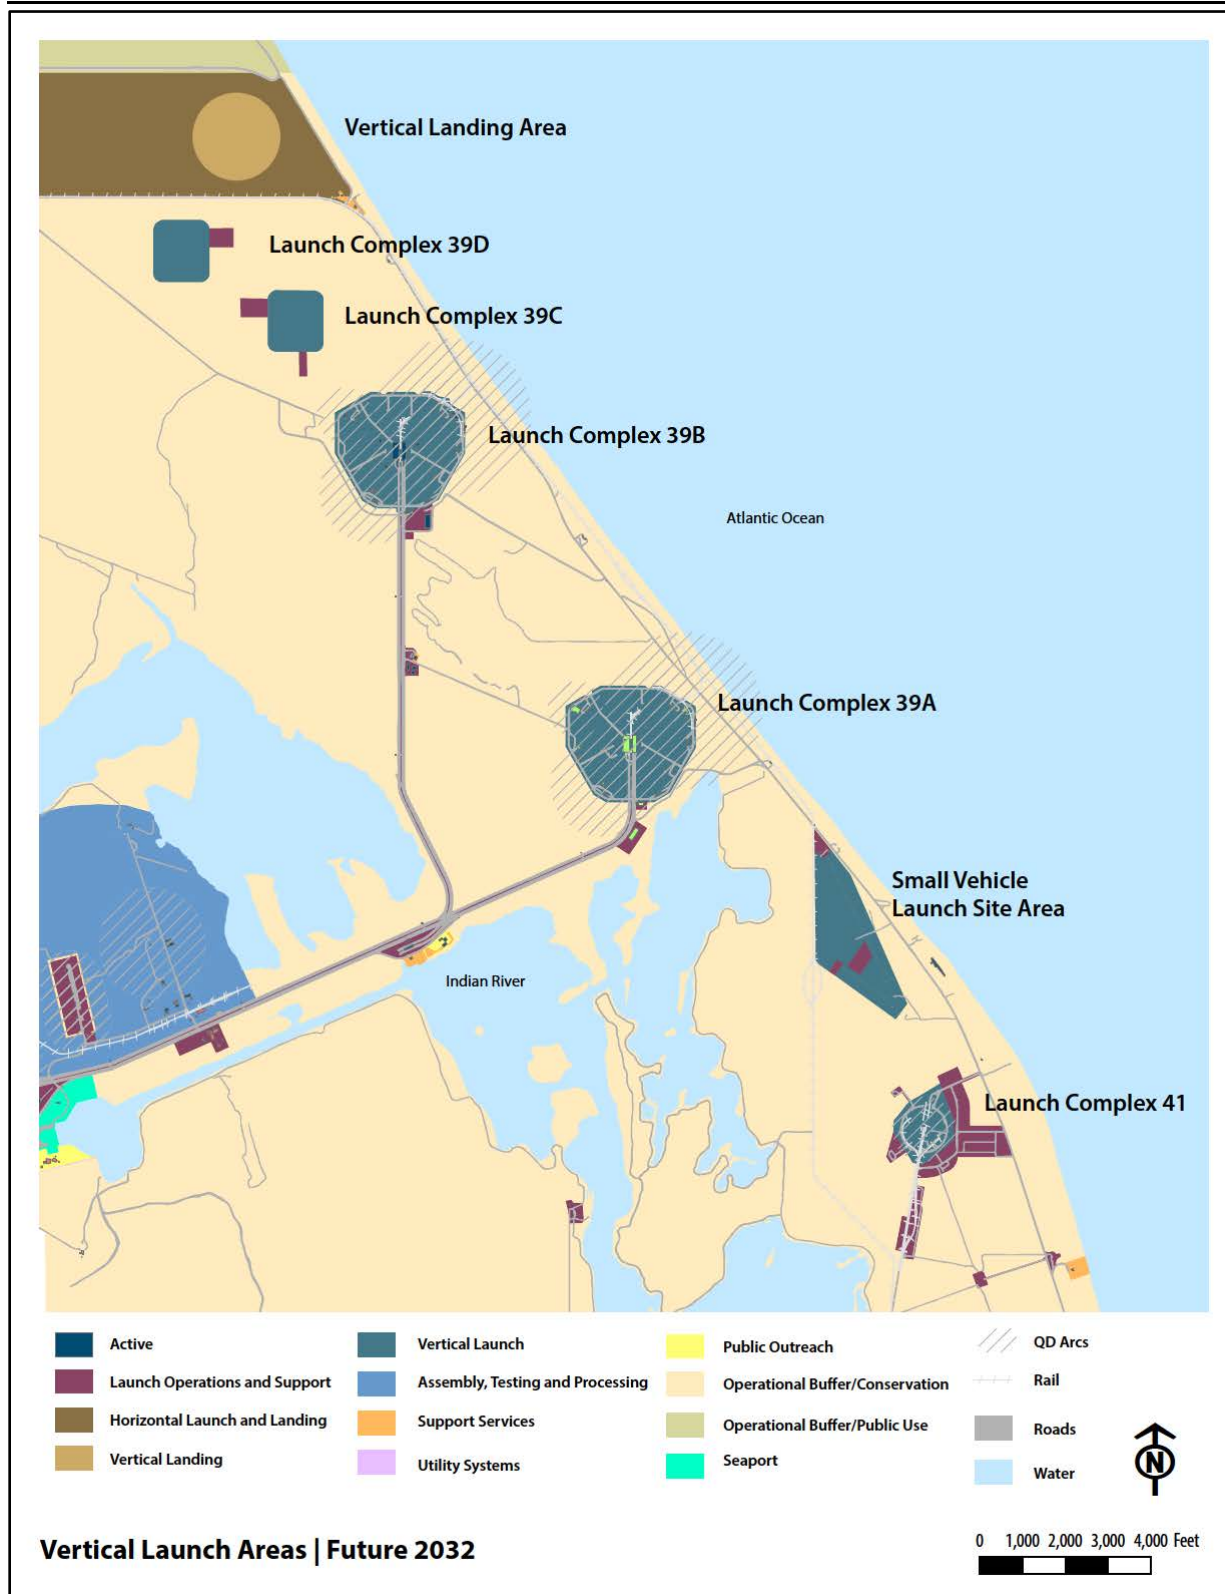 Vertical Landing Area
Launch Complex 39D
Launch Complex 39C
Launch Complex 39B
Atlantic Ocean
Launch Complex 39A
Small Vehicle
Launch Site Area
Indian River
Launch Complex 41
Active
Launch Operations and Support
Horizontal Launch and Landing
Vertical Landing
Vertical Launch
Assembly, Testing and Processing
Support Services
Utility Systems
Public Outreach
Operational Buffer/Conservation
Operational Buffer/Public Use
Seaport
QD Arcs
Rail
Roads
Water
N
Vertical Launch Areas | Future 2032
0 1,000 2,000 3,000 4,000 Feet